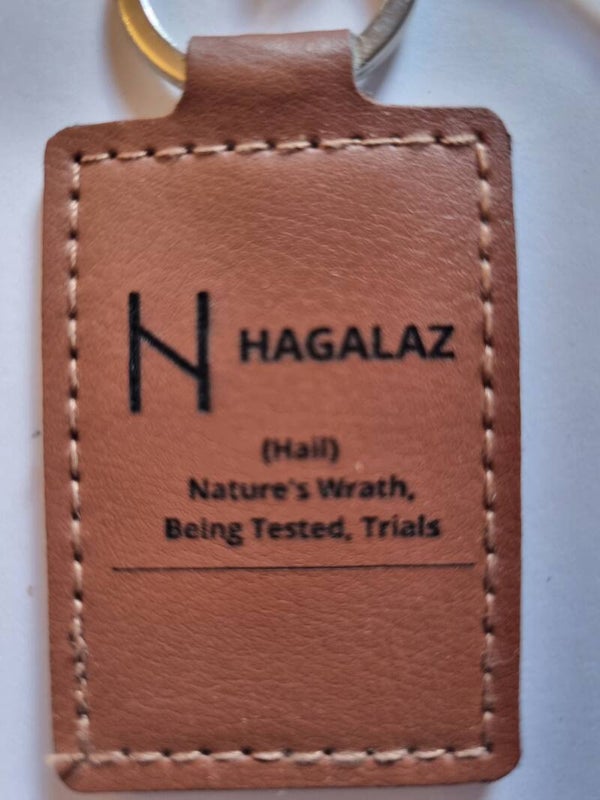 ᚺ HAGALAZ
(Hail)
Nature's Wrath,
Being Tested, Trials